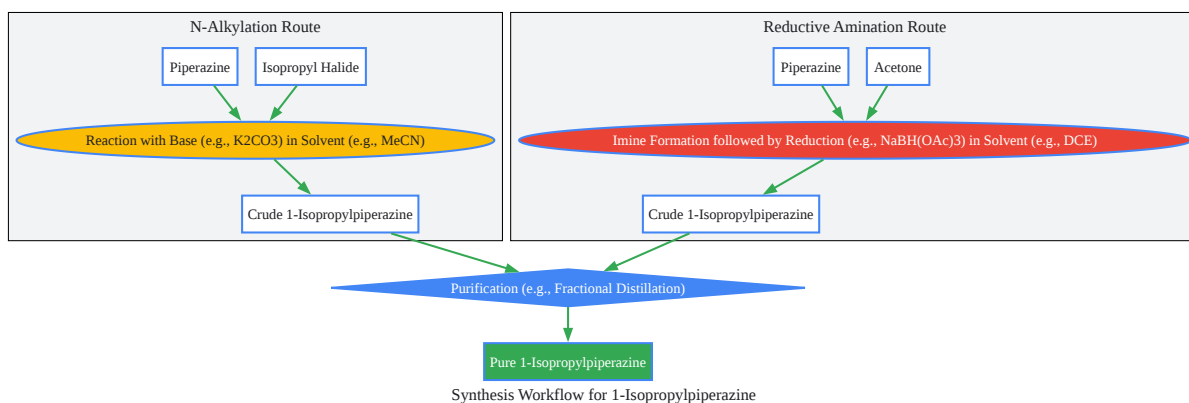 N-Alkylation Route
Piperazine
Isopropyl Halide
Reaction with Base (e.g., K2CO3) in Solvent (e.g., MeCN)
Crude 1-Isopropylpiperazine
Reductive Amination Route
Piperazine
Acetone
Imine Formation followed by Reduction (e.g., NaBH(OAc)3) in Solvent (e.g., DCE)
Crude 1-Isopropylpiperazine
Purification (e.g., Fractional Distillation)
Pure 1-Isopropylpiperazine
Synthesis Workflow for 1-Isopropylpiperazine